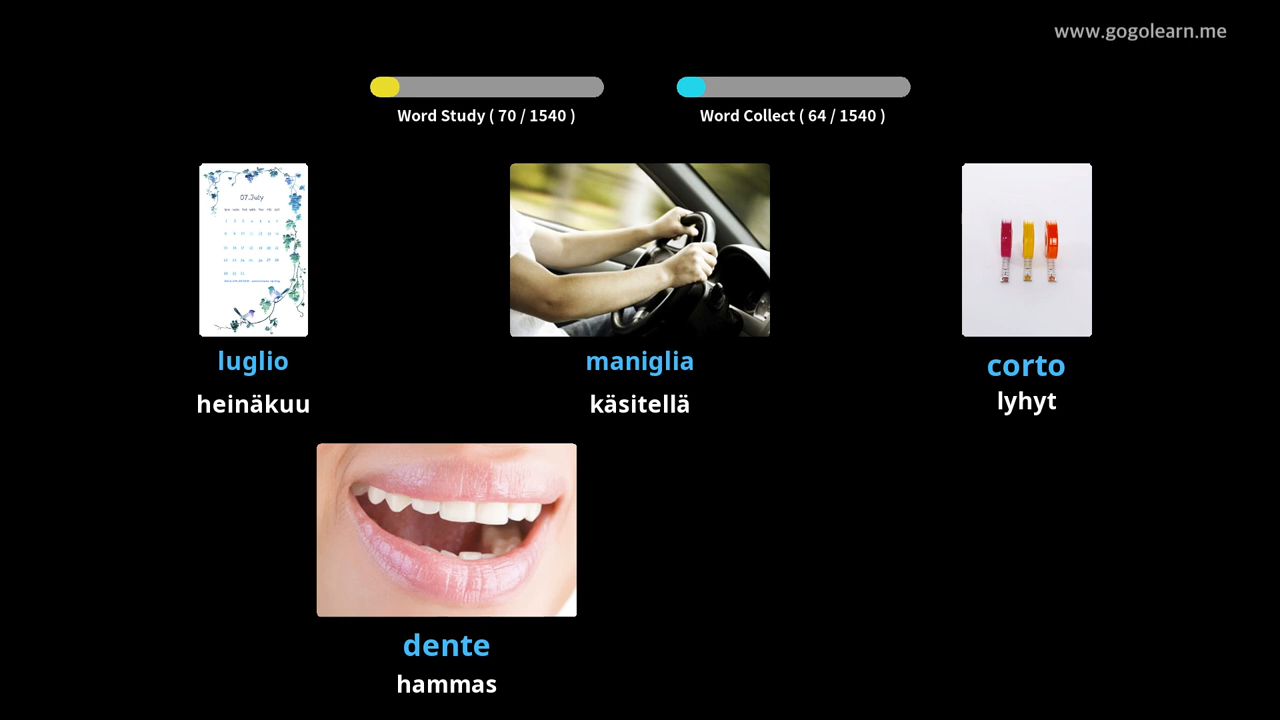 www.gogolearn.me
Word Study ( 70 / 1540 )
Word Collect ( 64 / 1540 )
07.July
luglio
maniglia
corto
heinäkuu
käsitellä
lyhyt
dente
hammas